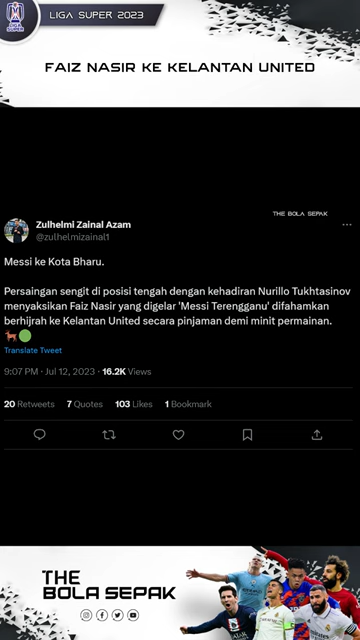 LIGA SUPER 2023
LIGA
SUPER
FAIZ NASIR KE KELANTAN UNITED
THE BOLA SEPAK
Zulhelmi Zainal Azam
@zulhelmizainal1
Messi ke Kota Bharu.
Persaingan sengit di posisi tengah dengan kehadiran Nurillo Tukhtasinov
menyaksikan Faiz Nasir yang digelar 'Messi Terengganu' difahamkan
berhijrah ke Kelantan United secara pinjaman demi minit permainan.
🐐🟢
Translate Tweet
9:07 PM · Jul 12, 2023 · 16.2K Views
20 Retweets 7 Quotes 103 Likes 1 Bookmark
THE
BOLA SEPAK